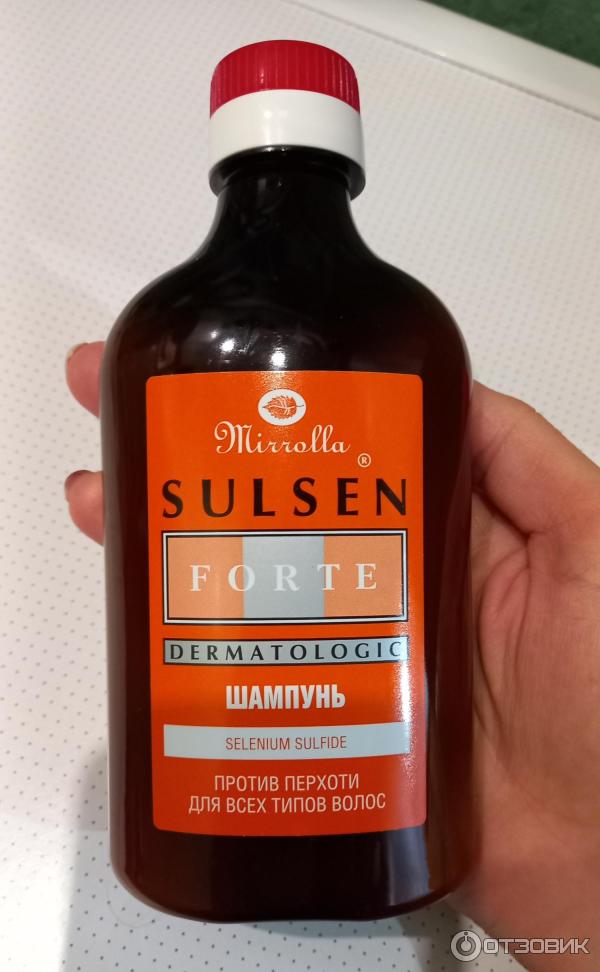 Mirrolla
®
SULSEN
FORTE
DERMATOLOGIC
ШАМПУНЬ
SELENIUM SULFIDE
ПРОТИВ ПЕРХОТИ
ДЛЯ ВСЕХ ТИПОВ ВОЛОС
ОТЗОВИК